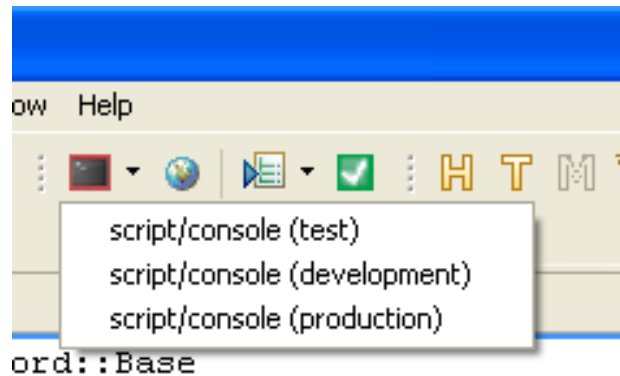 ow Help
H T M
script/console (test)
script/console (development)
script/console (production)
ord::Base